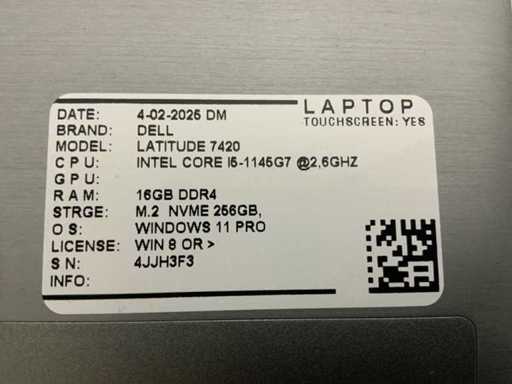 LAPTOP
TOUCHSCREEN: YES
DATE: 4-02-2025 DM
BRAND: DELL
MODEL: LATITUDE 7420
CPU: INTEL CORE I5-1145G7 @2,6GHZ
GPU:
RAM: 16GB DDR4
STRGE: M.2 NVME 256GB,
OS: WINDOWS 11 PRO
LICENSE: WIN 8 OR >
SN: 4JJH3F3
INFO: